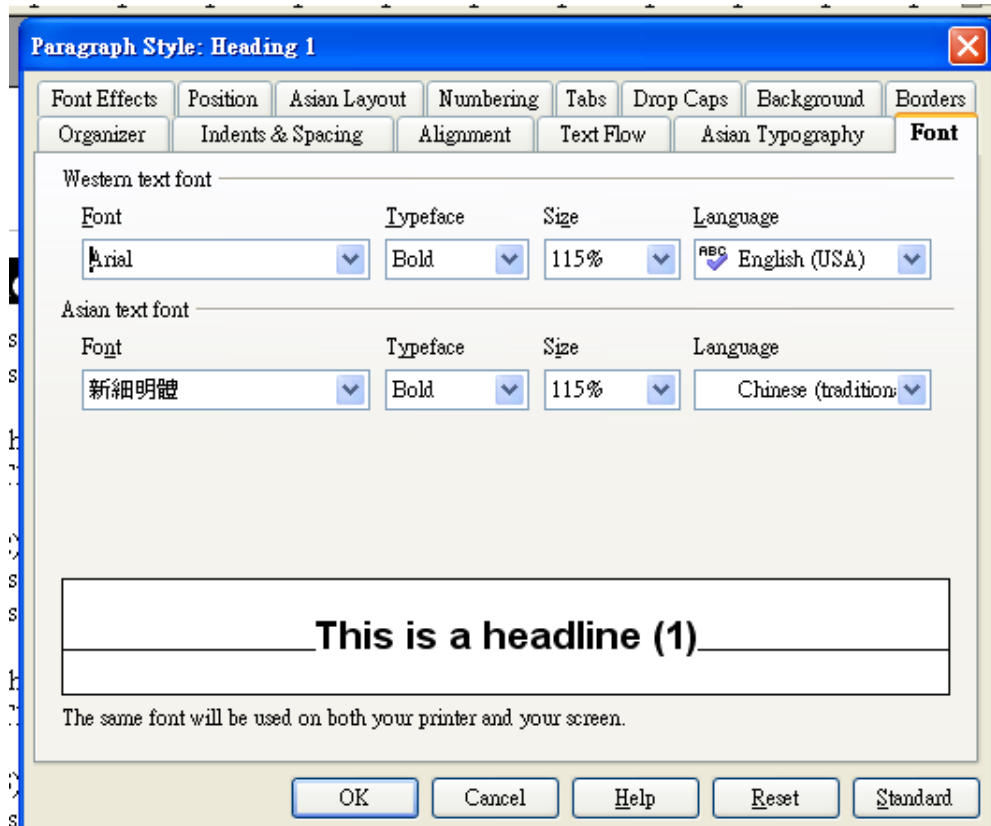 Paragraph Style: Heading 1
Font Effects Position Asian Layout Numbering Tabs Drop Caps Background Borders
Organizer Indents & Spacing Alignment Text Flow Asian Typography Font
Western text font
Font Typeface Size Language
Arial Bold 115% ABC English (USA)
Asian text font
Font Typeface Size Language
新細明體 Bold 115% Chinese (tradition
This is a headline (1)
The same font will be used on both your printer and your screen.
OK Cancel Help Reset Standard